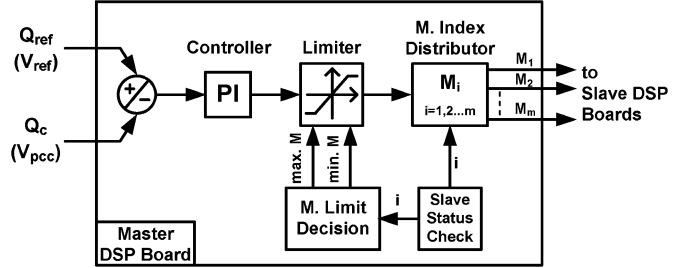 Qref
(Vref)
Qc
(Vpcc)
+
−
Controller
PI
Limiter
M. Index
Distributor
Mi
i=1,2...m
M1
M2
Mm
to
Slave DSP
Boards
max. M
min. M
i
i
M. Limit
Decision
Slave
Status
Check
Master
DSP Board